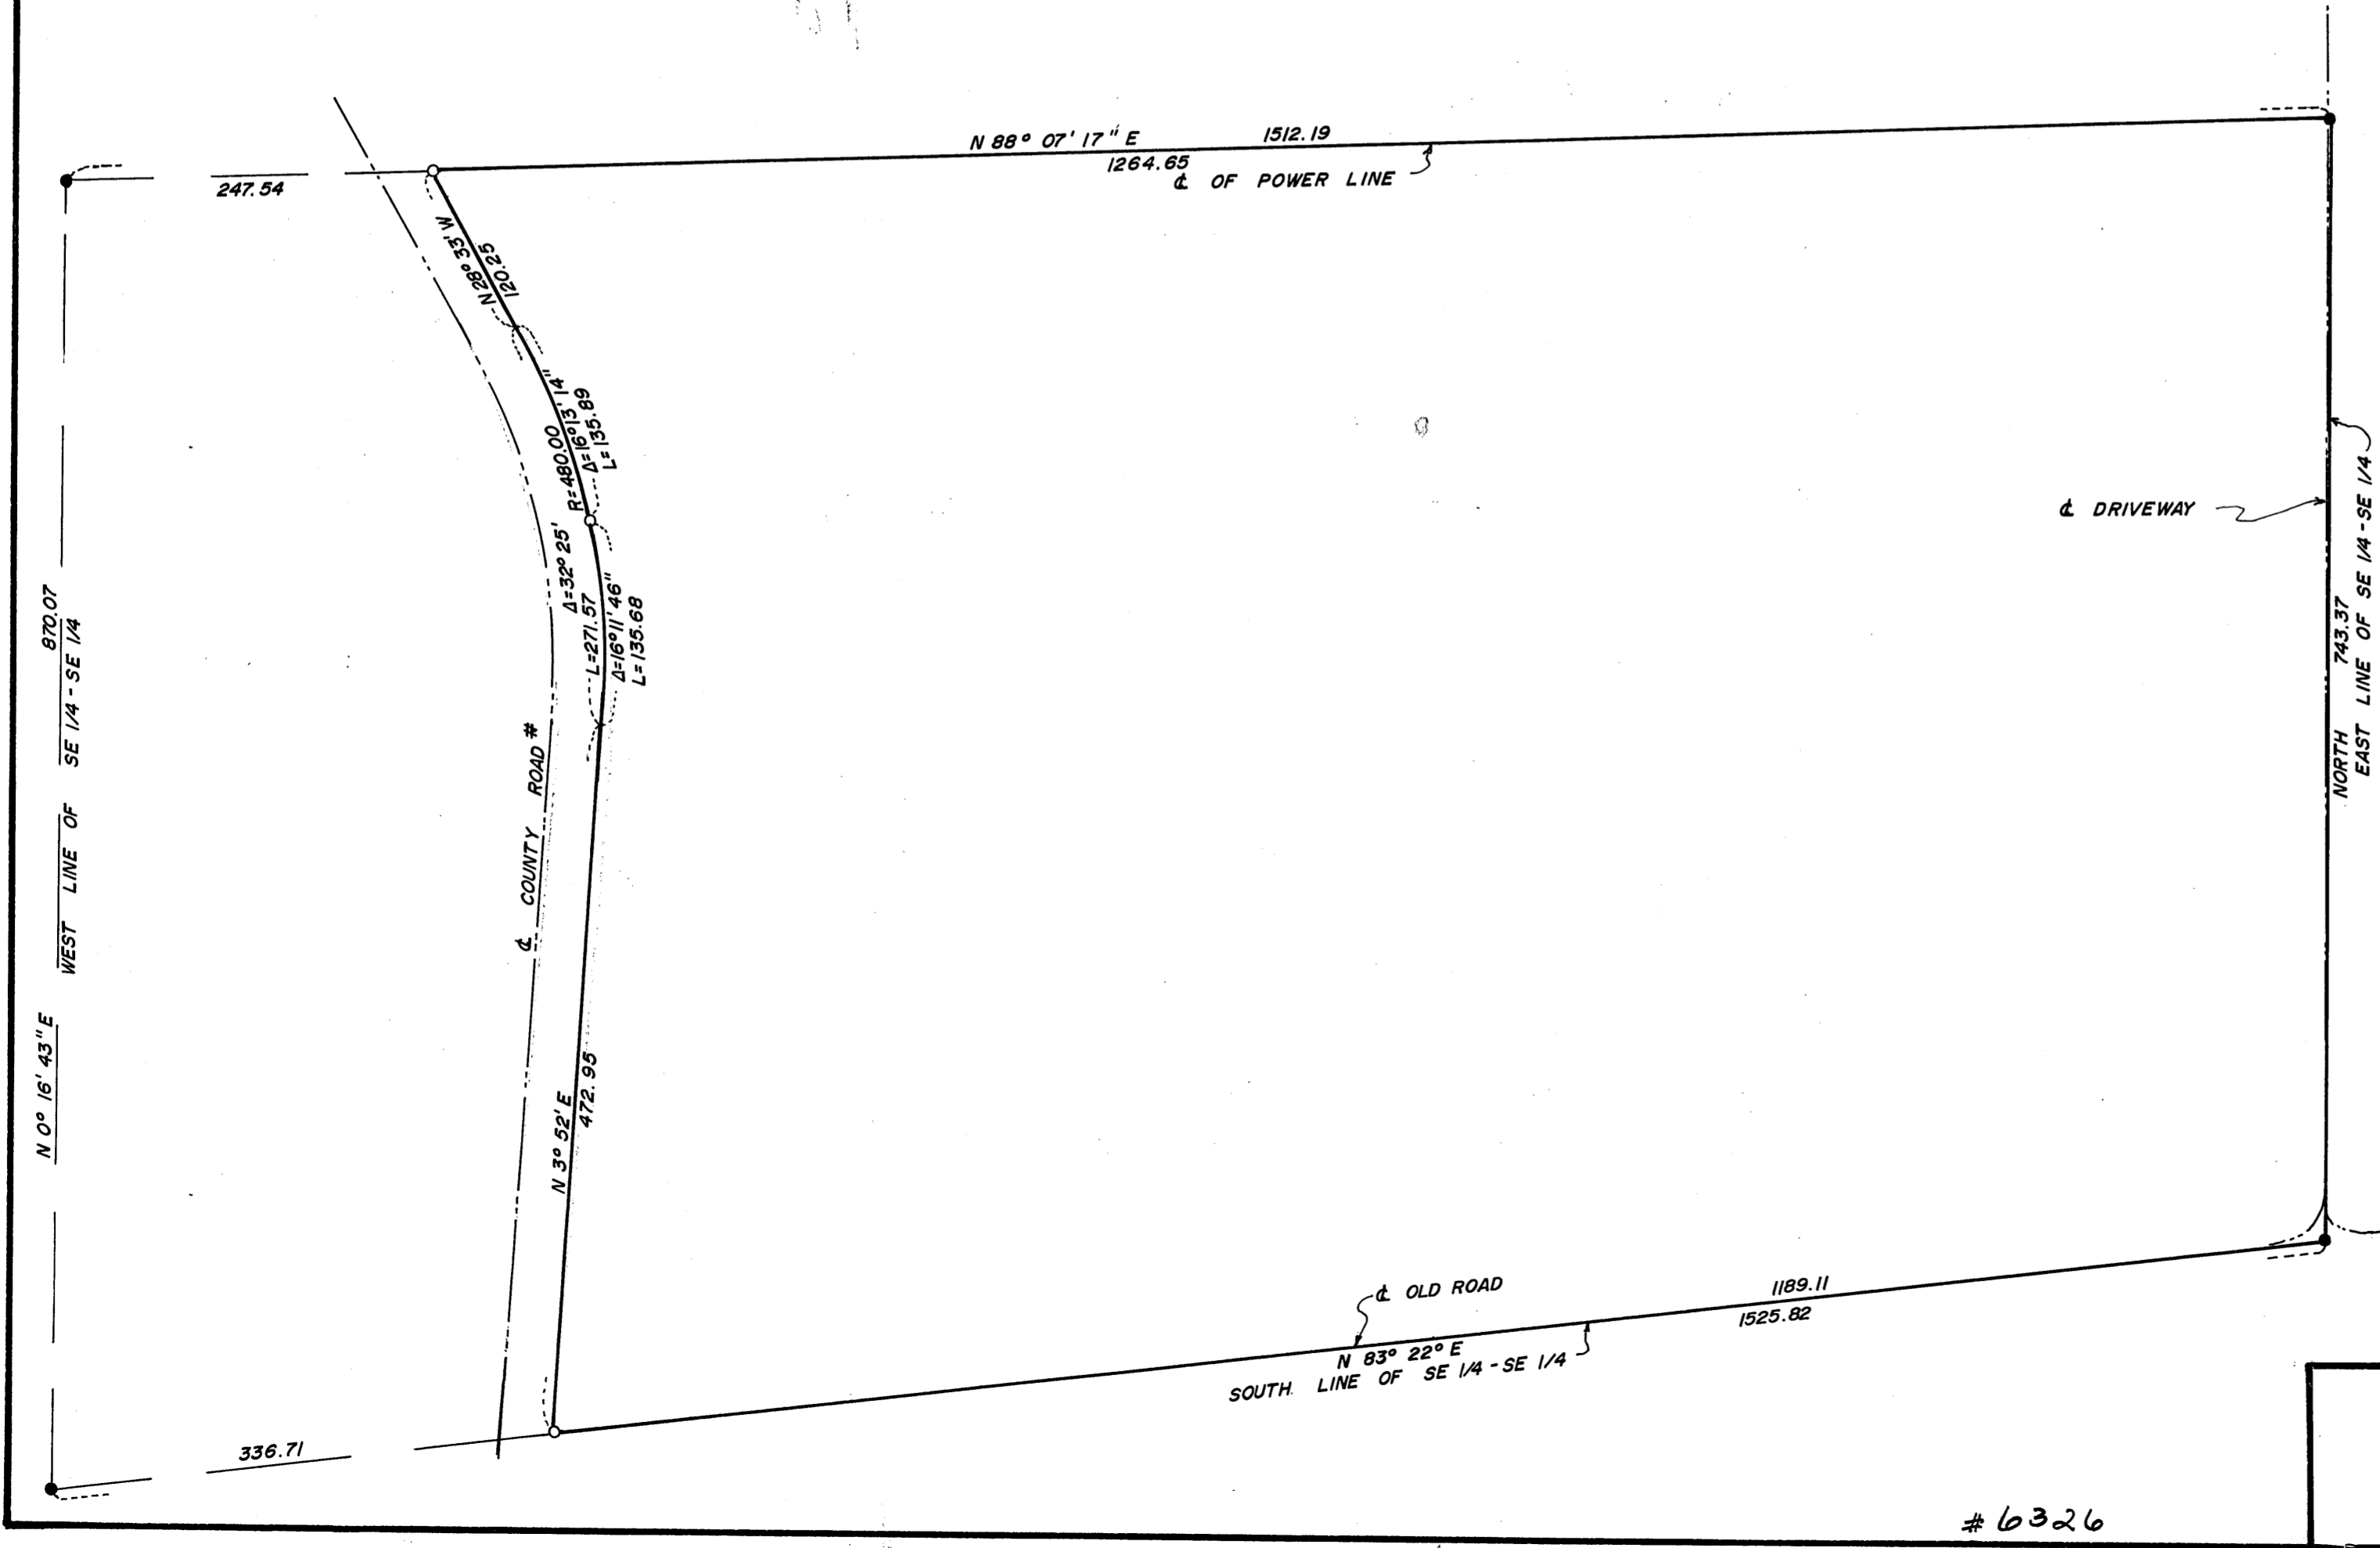 N 88° 07' 17" E 1512.19
1264.65
℄ OF POWER LINE
247.54
N 28° 33' W
120.25
R=480.00
Δ=16°13'14"
L=135.89
Δ=32° 25'
L=271.57
Δ=16°11'46"
L=135.68
870.07
WEST LINE OF SE 1/4 - SE 1/4
N 0° 16' 43" E
℄ COUNTY ROAD #
N 3° 52' E
472.95
℄ DRIVEWAY
NORTH 743.37
EAST LINE OF SE 1/4 - SE 1/4
℄ OLD ROAD
1189.11
1525.82
N 83° 22° E
SOUTH LINE OF SE 1/4 - SE 1/4
336.71
# 6326